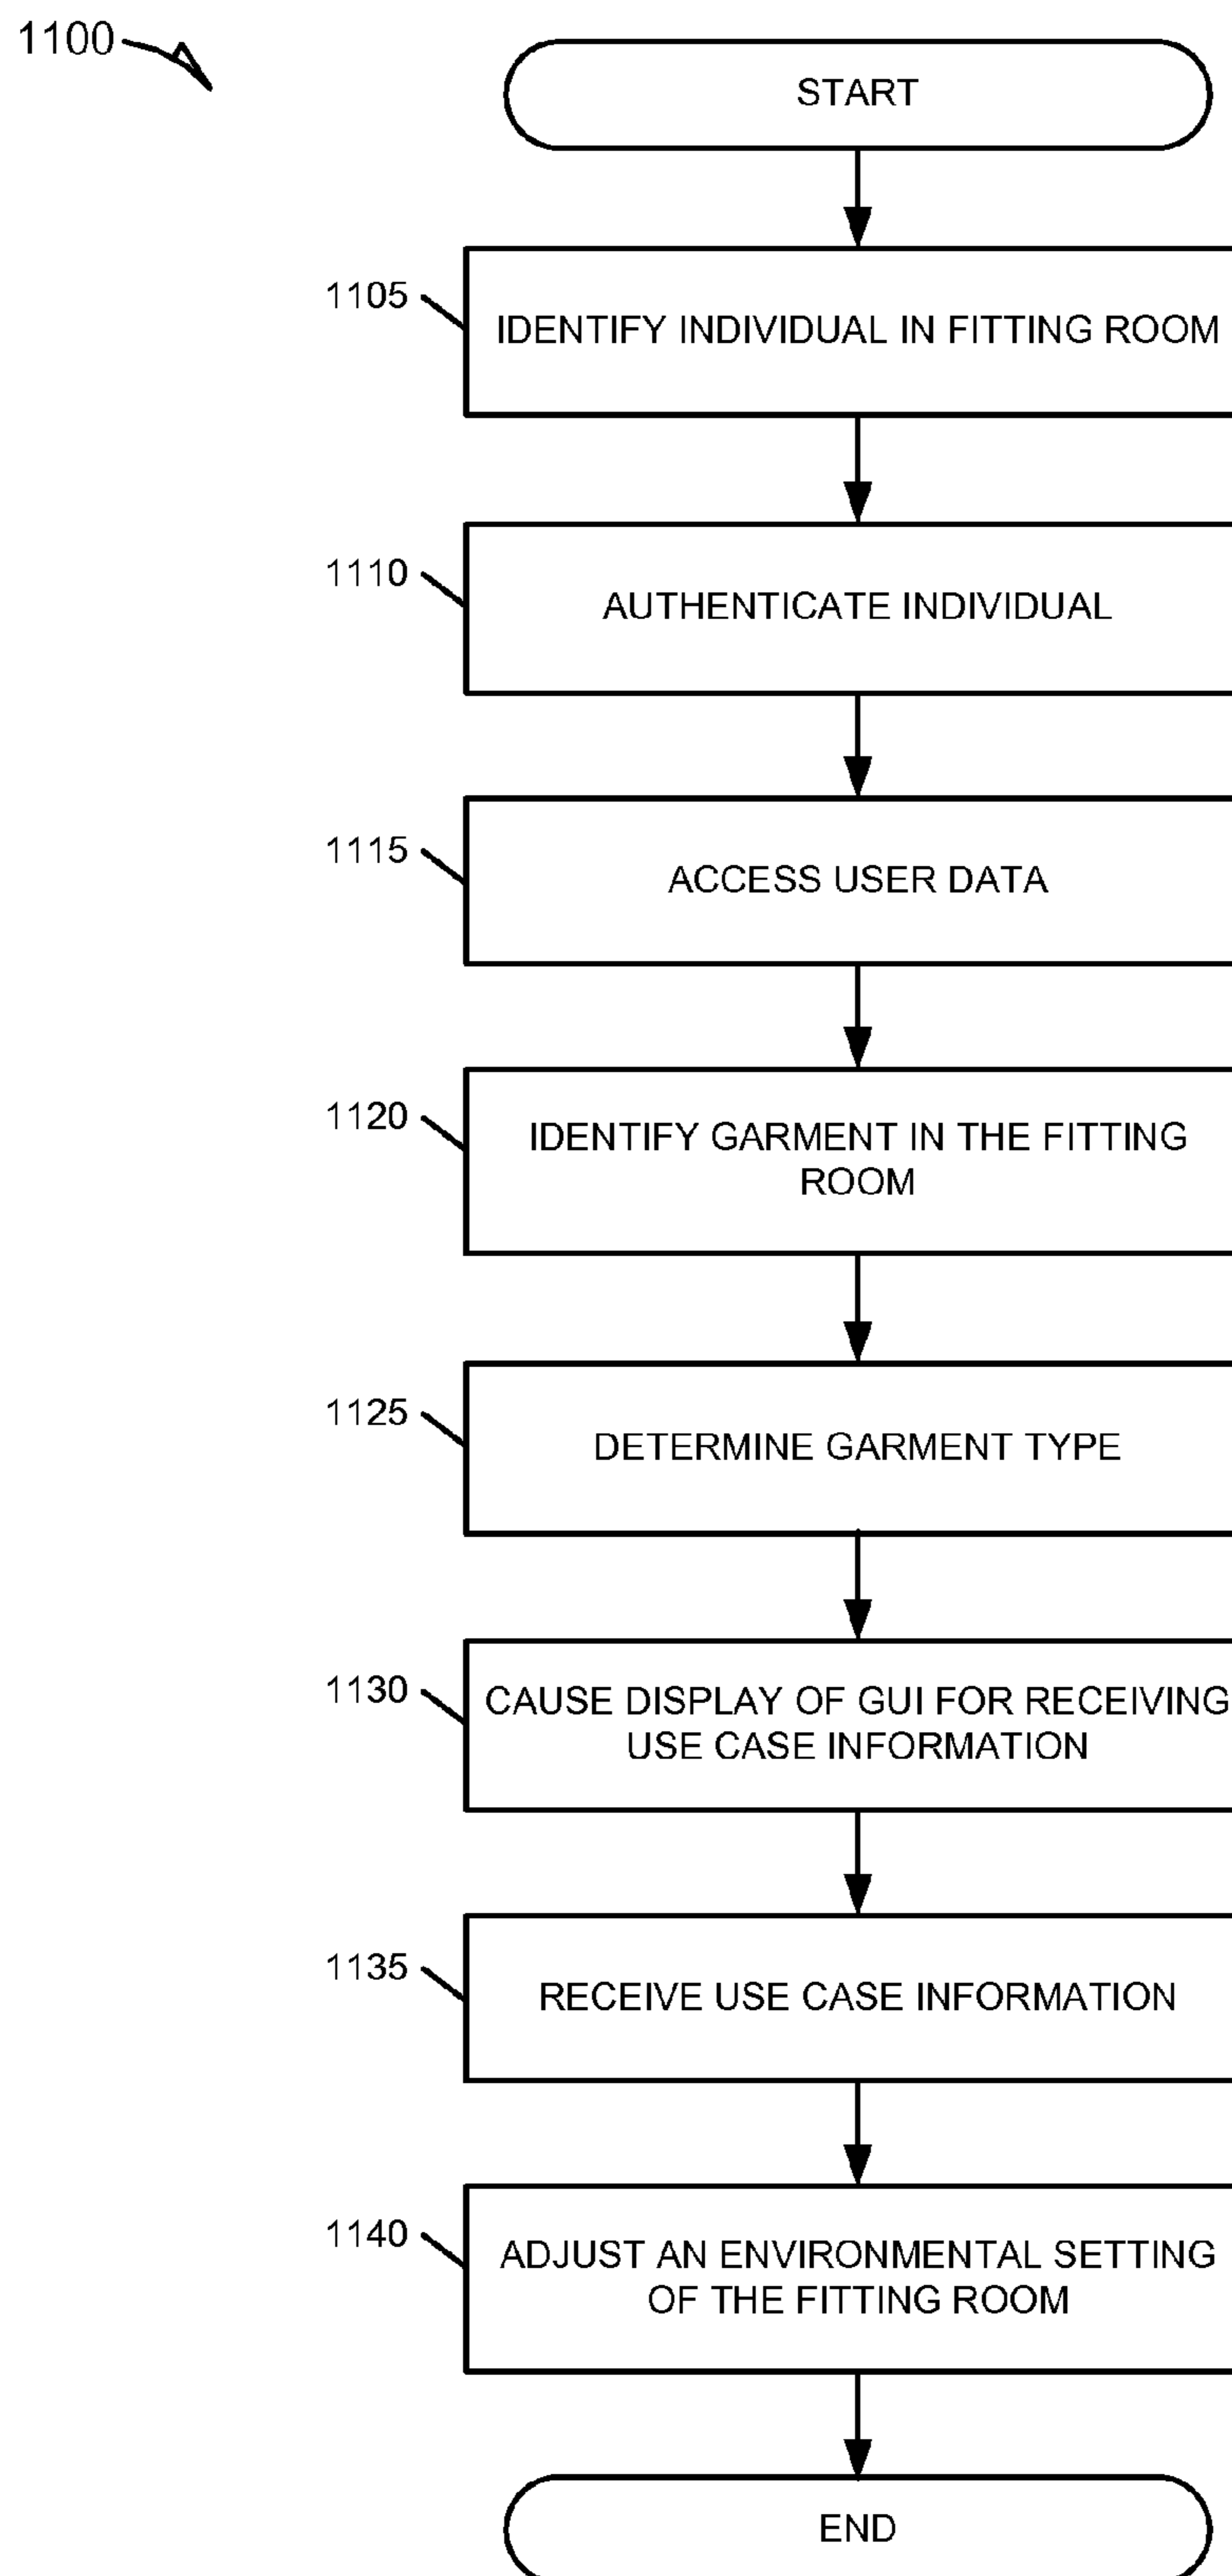 1100
START
1105
IDENTIFY INDIVIDUAL IN FITTING ROOM
1110
AUTHENTICATE INDIVIDUAL
1115
ACCESS USER DATA
1120
IDENTIFY GARMENT IN THE FITTING
ROOM
1125
DETERMINE GARMENT TYPE
1130
CAUSE DISPLAY OF GUI FOR RECEIVING
USE CASE INFORMATION
1135
RECEIVE USE CASE INFORMATION
1140
ADJUST AN ENVIRONMENTAL SETTING
OF THE FITTING ROOM
END